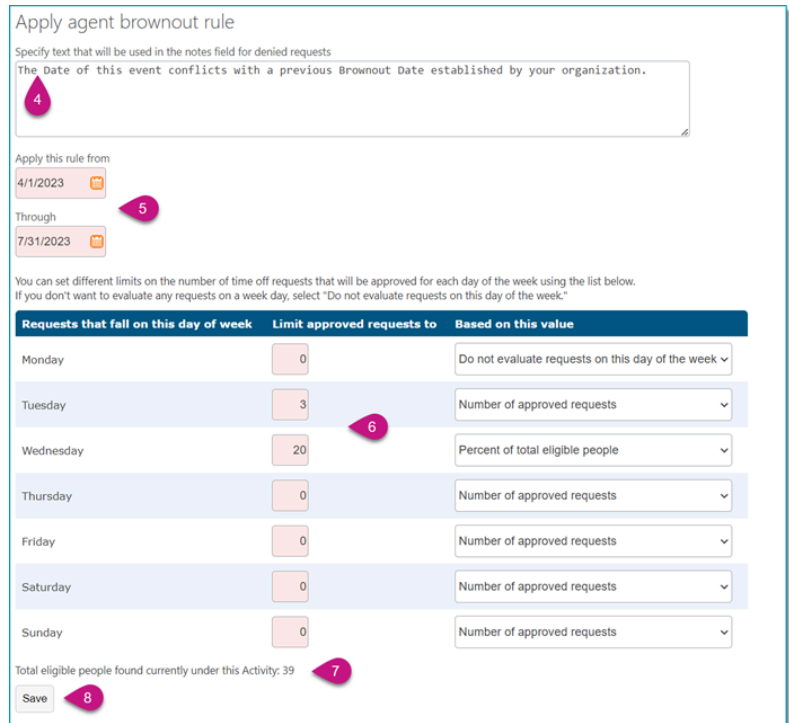 Apply agent brownout rule
Specify text that will be used in the notes field for denied requests
The Date of this event conflicts with a previous Brownout Date established by your organization.
4
Apply this rule from
4/1/2023
5
Through
7/31/2023
You can set different limits on the number of time off requests that will be approved for each day of the week using the list below.
If you don't want to evaluate any requests on a week day, select "Do not evaluate requests on this day of the week."
Requests that fall on this day of week Limit approved requests to Based on this value
Monday 0 Do not evaluate requests on this day of the week
Tuesday 3 Number of approved requests
6
Wednesday 20 Percent of total eligible people
Thursday 0 Number of approved requests
Friday 0 Number of approved requests
Saturday 0 Number of approved requests
Sunday 0 Number of approved requests
Total eligible people found currently under this Activity: 39 7
Save 8